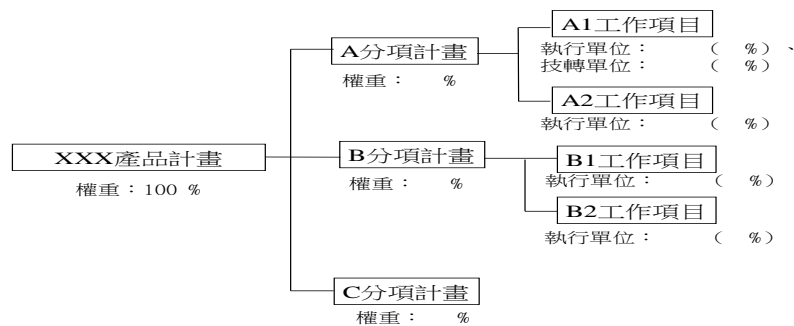 XXX產品計畫
權重：100 %
A分項計畫
權重： %
A1工作項目
執行單位： ( %)、
技轉單位： ( %)
A2工作項目
執行單位： ( %)
B分項計畫
權重： %
B1工作項目
執行單位： ( %)
B2工作項目
執行單位： ( %)
C分項計畫
權重： %